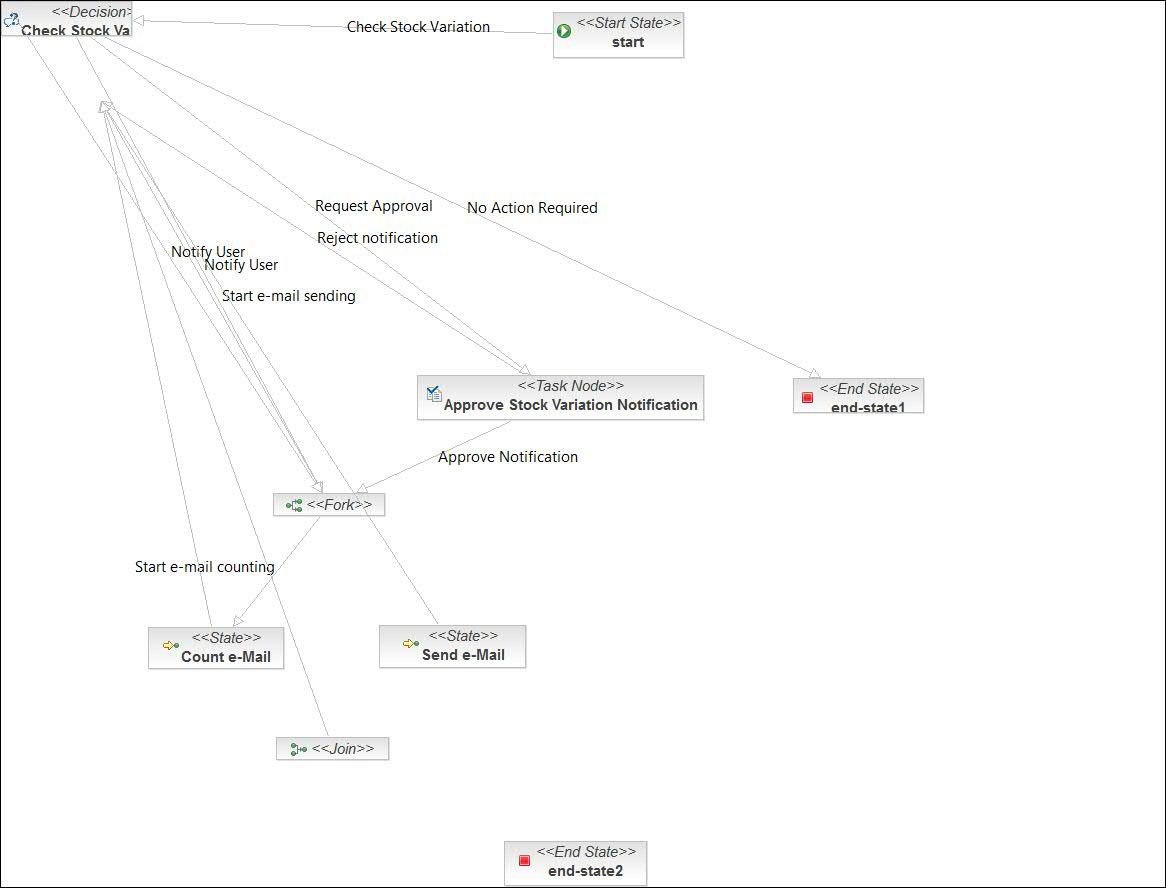 <<Decision>
Check Stock Va
Check Stock Variation
<<Start State>>
start
Request Approval
No Action Required
Reject notification
Notify User
Notify User
Start e-mail sending
<<Task Node>>
Approve Stock Variation Notification
<<End State>>
end-state1
Approve Notification
<<Fork>>
Start e-mail counting
<<State>>
Count e-Mail
<<State>>
Send e-Mail
<<Join>>
<<End State>>
end-state2